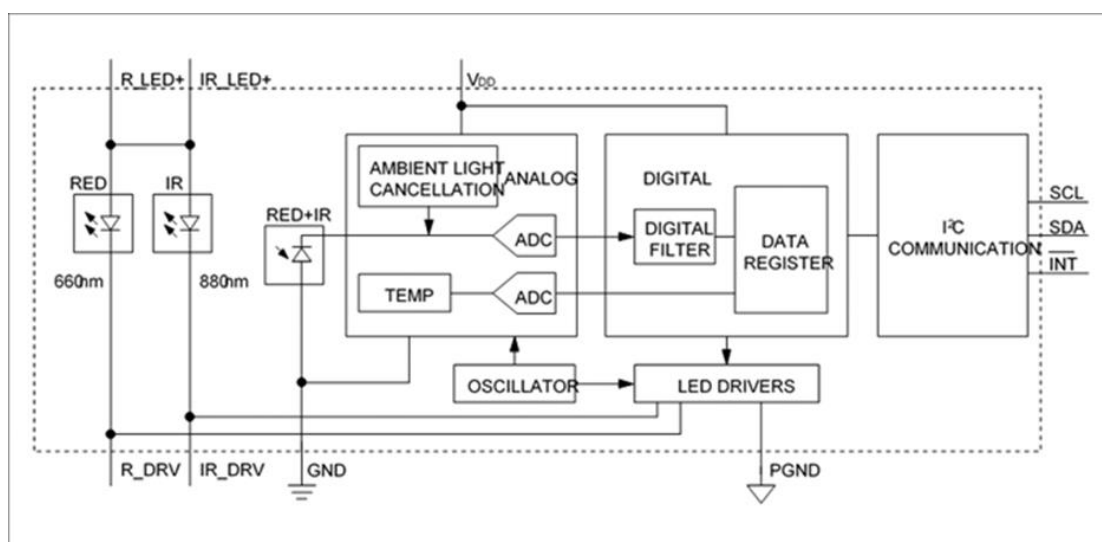 R_LED+ IR_LED+ VDD
AMBIENT LIGHT
CANCELLATION
ANALOG
DIGITAL
RED IR
RED+IR
ADC
DIGITAL
FILTER
DATA
REGISTER
I²C
COMMUNICATION
SCL
SDA
INT
660nm 880nm
TEMP
ADC
OSCILLATOR
LED DRIVERS
R_DRV IR_DRV GND PGND